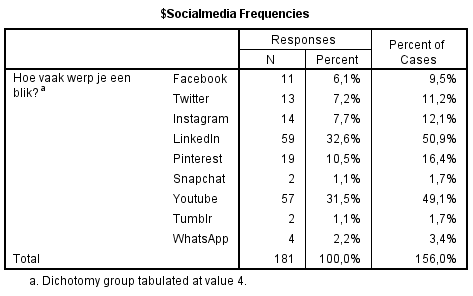 $Socialmedia Frequencies
Responses Percent of Cases
N Percent
Hoe vaak werp je een blik?a Facebook 11 6,1% 9,5%
Twitter 13 7,2% 11,2%
Instagram 14 7,7% 12,1%
LinkedIn 59 32,6% 50,9%
Pinterest 19 10,5% 16,4%
Snapchat 2 1,1% 1,7%
Youtube 57 31,5% 49,1%
Tumblr 2 1,1% 1,7%
WhatsApp 4 2,2% 3,4%
Total 181 100,0% 156,0%
a. Dichotomy group tabulated at value 4.